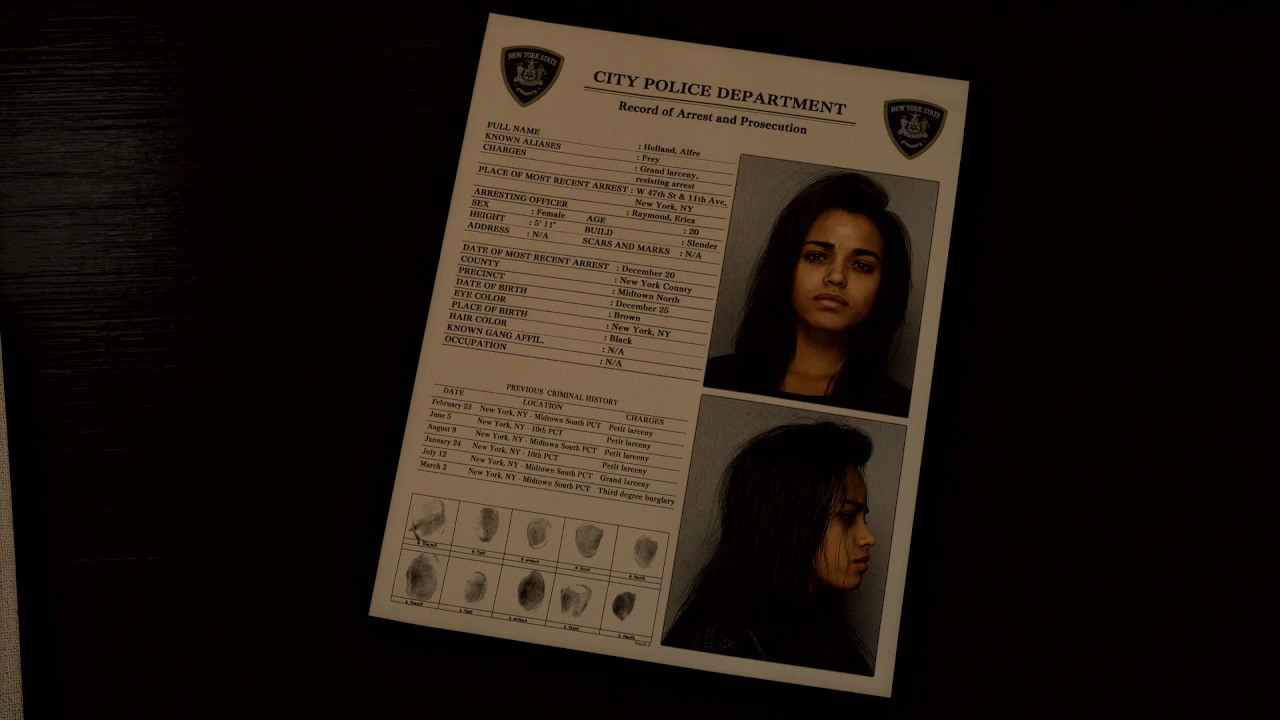 NEW YORK STATE
NEW YORK STATE
CITY POLICE DEPARTMENT
Record of Arrest and Prosecution
FULL NAME : Holland, Alfre
KNOWN ALIASES : Frey
CHARGES : Grand larceny,
resisting arrest
PLACE OF MOST RECENT ARREST : W 47th St & 11th Ave,
New York, NY
ARRESTING OFFICER : Raymond, Erica
SEX : Female AGE : 20
HEIGHT : 5' 11" BUILD : Slender
ADDRESS : N/A SCARS AND MARKS : N/A
DATE OF MOST RECENT ARREST : December 20
COUNTY : New York County
PRECINCT : Midtown North
DATE OF BIRTH : December 25
EYE COLOR : Brown
PLACE OF BIRTH : New York, NY
HAIR COLOR : Black
KNOWN GANG AFFIL. : N/A
OCCUPATION : N/A
PREVIOUS CRIMINAL HISTORY
DATE LOCATION CHARGES
February 23 New York, NY - Midtown South PCT Petit larceny
June 5 New York, NY - 10th PCT Petit larceny
August 9 New York, NY - Midtown South PCT Petit larceny
January 24 New York, NY - 10th PCT Petit larceny
July 12 New York, NY - Midtown South PCT Grand larceny
March 2 New York, NY - Midtown South PCT Third degree burglary